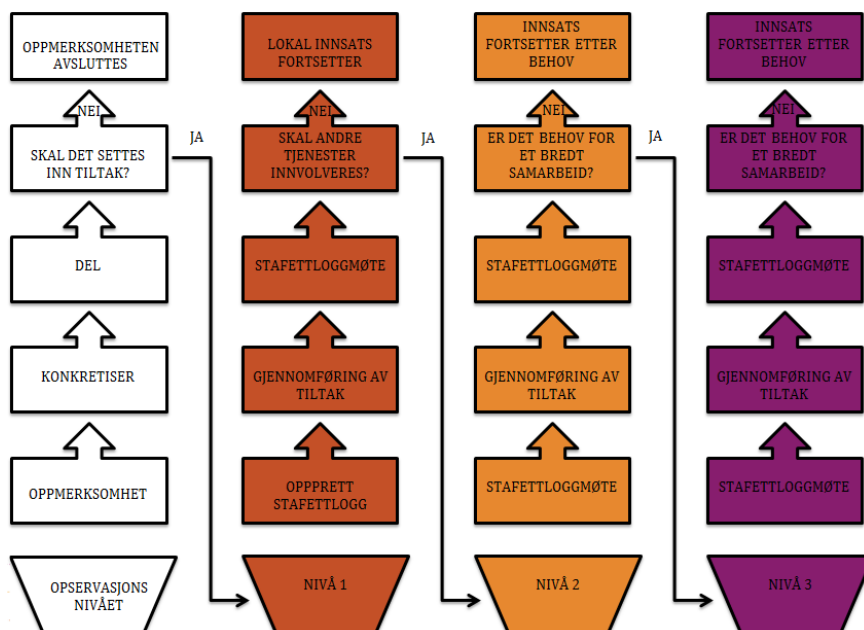 OPPMERKSOMHETEN
AVSLUTTES
NEI
SKAL DET SETTES
INN TILTAK?
JA
DEL
KONKRETISER
OPPMERKSOMHET
OPSERVASJONS
NIVÅET
LOKAL INNSATS
FORTSETTER
NEI
SKAL ANDRE
TJENESTER
INNVOLVERES?
JA
STAFETTLOGGMØTE
GJENNOMFØRING AV
TILTAK
OPPPRETT
STAFETTLOGG
NIVÅ 1
INNSATS
FORTSETTER ETTER
BEHOV
NEI
ER DET BEHOV FOR
ET BREDT
SAMARBEID?
JA
STAFETTLOGGMØTE
GJENNOMFØRING AV
TILTAK
STAFETTLOGGMØTE
NIVÅ 2
INNSATS
FORTSETTER ETTER
BEHOV
NEI
ER DET BEHOV FOR
ET BREDT
SAMARBEID?
STAFETTLOGGMØTE
GJENNOMFØRING AV
TILTAK
STAFETTLOGGMØTE
NIVÅ 3